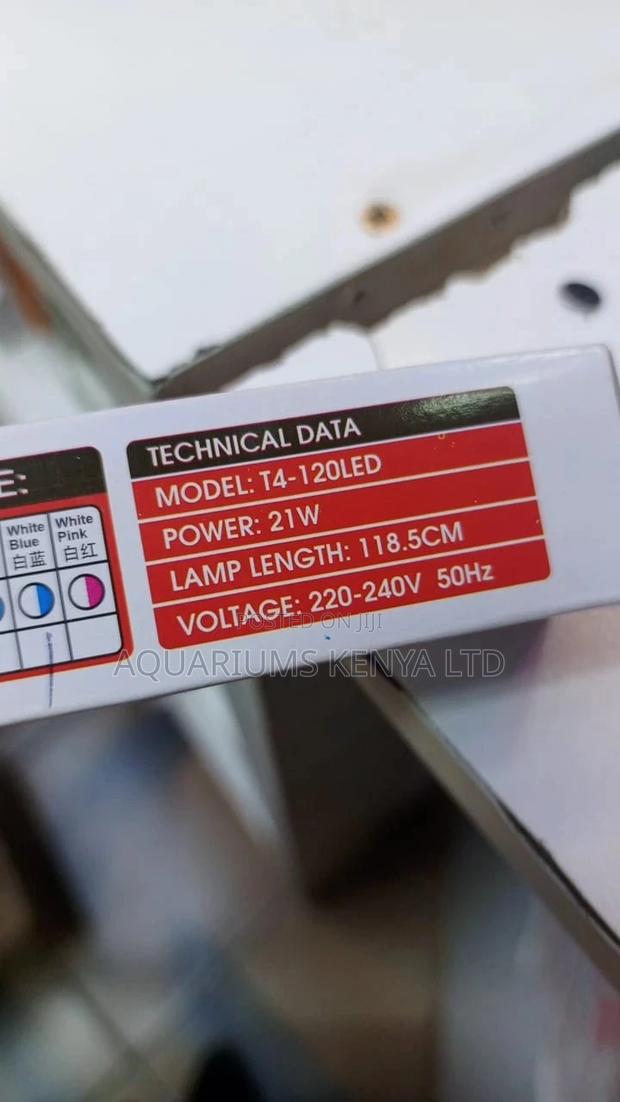 E:
White
Blue
白蓝
White
Pink
白红
TECHNICAL DATA
MODEL: T4-120LED
POWER: 21W
LAMP LENGTH: 118.5CM
VOLTAGE: 220-240V 50Hz
POSTED ON JIJI
AQUARIUMS KENYA LTD